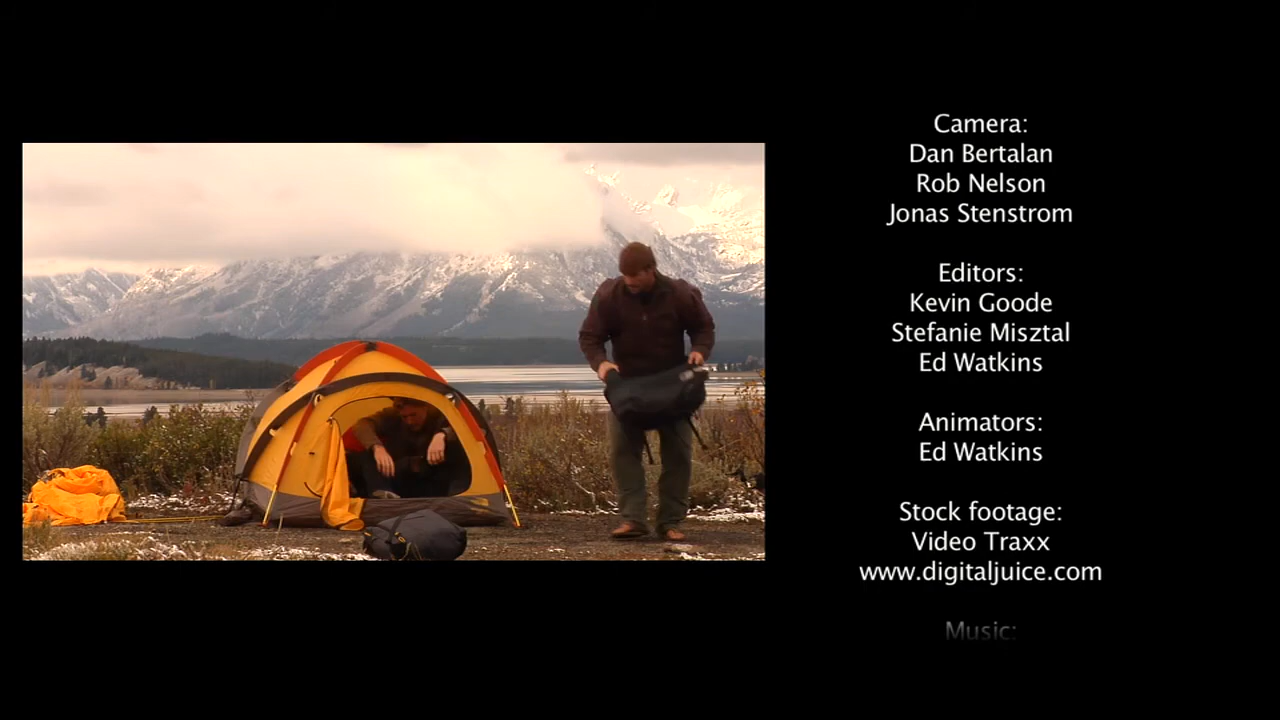 Camera:
Dan Bertalan
Rob Nelson
Jonas Stenstrom
Editors:
Kevin Goode
Stefanie Misztal
Ed Watkins
Animators:
Ed Watkins
Stock footage:
Video Traxx
www.digitaljuice.com
Music: